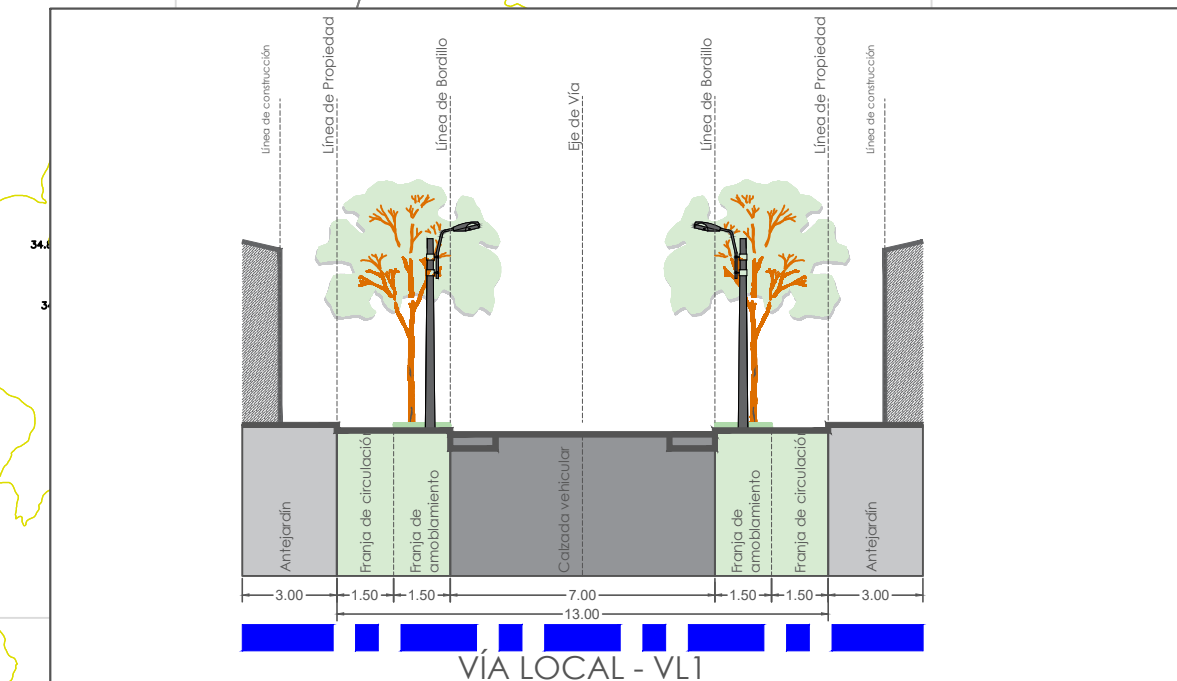 Línea de construcción
Línea de Propiedad
Línea de Bordillo
Eje de Vía
Línea de Bordillo
Línea de Propiedad
Línea de construcción
Antejardín
Franja de circulación
Franja de
amoblamiento
Calzada vehicular
Franja de
amoblamiento
Franja de circulación
Antejardín
3.00 1.50 1.50 7.00 1.50 1.50 3.00
13.00
VÍA LOCAL - VL1